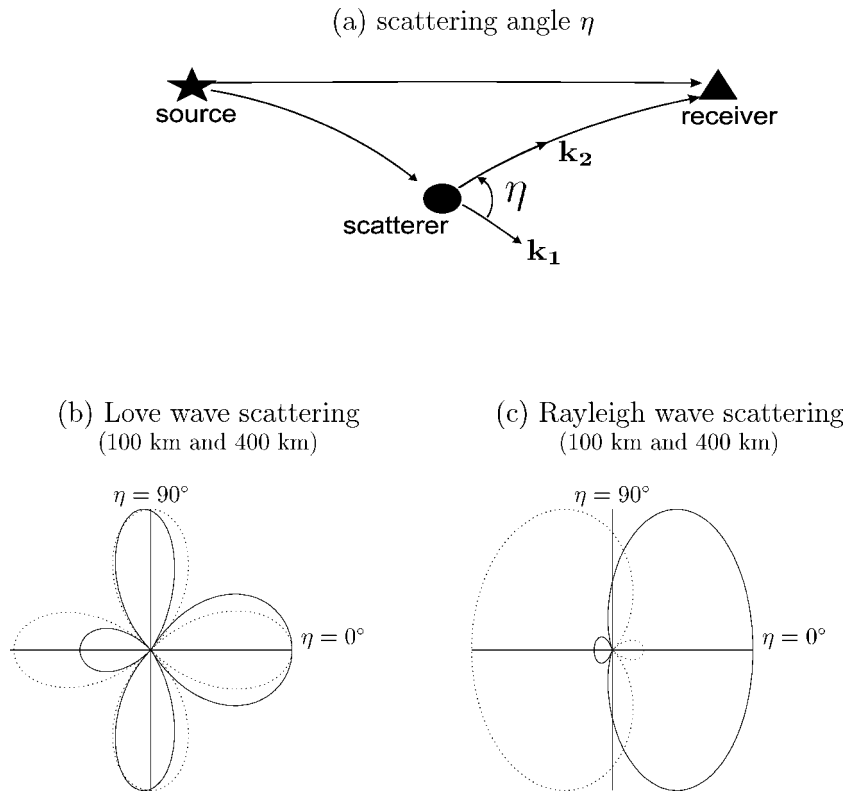 (a) scattering angle η
source
receiver
k₂
η
scatterer
k₁
(b) Love wave scattering
(100 km and 400 km)
η = 90°
η = 0°
(c) Rayleigh wave scattering
(100 km and 400 km)
η = 90°
η = 0°